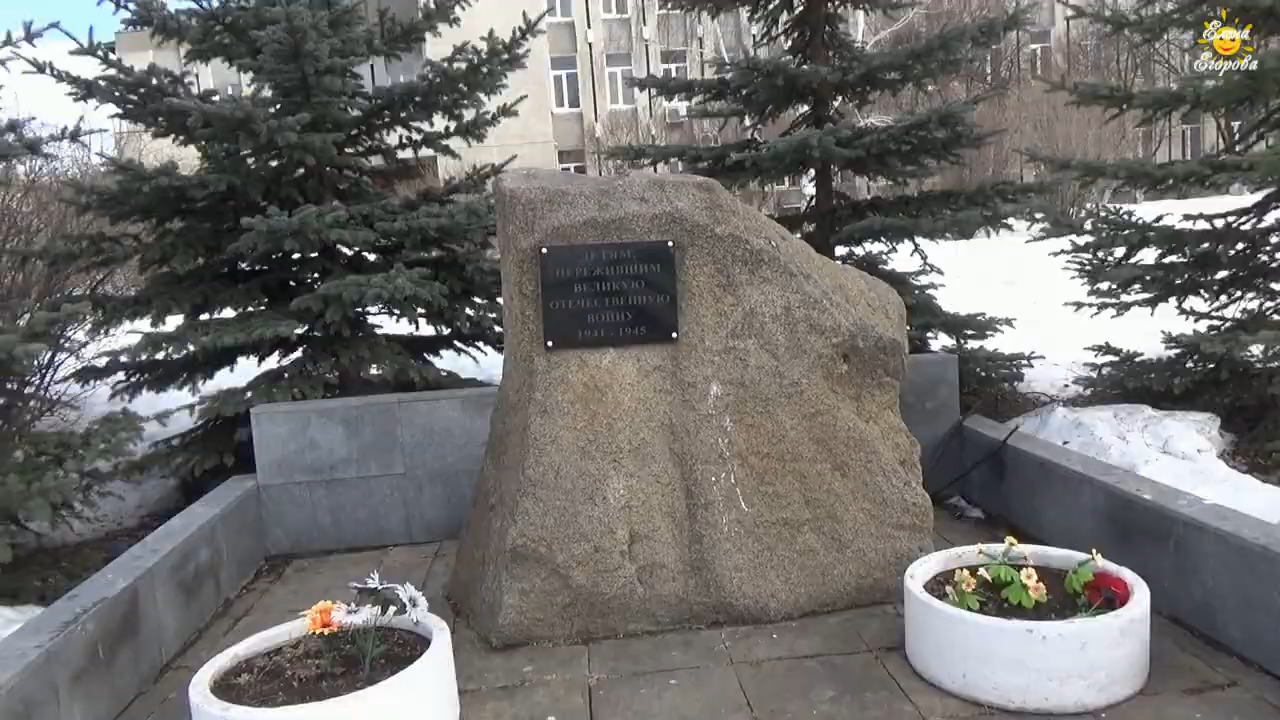 Елена
Егорова
ДЕТЯМ,
ПЕРЕЖИВШИМ
ВЕЛИКУЮ
ОТЕЧЕСТВЕННУЮ
ВОЙНУ
1941 - 1945